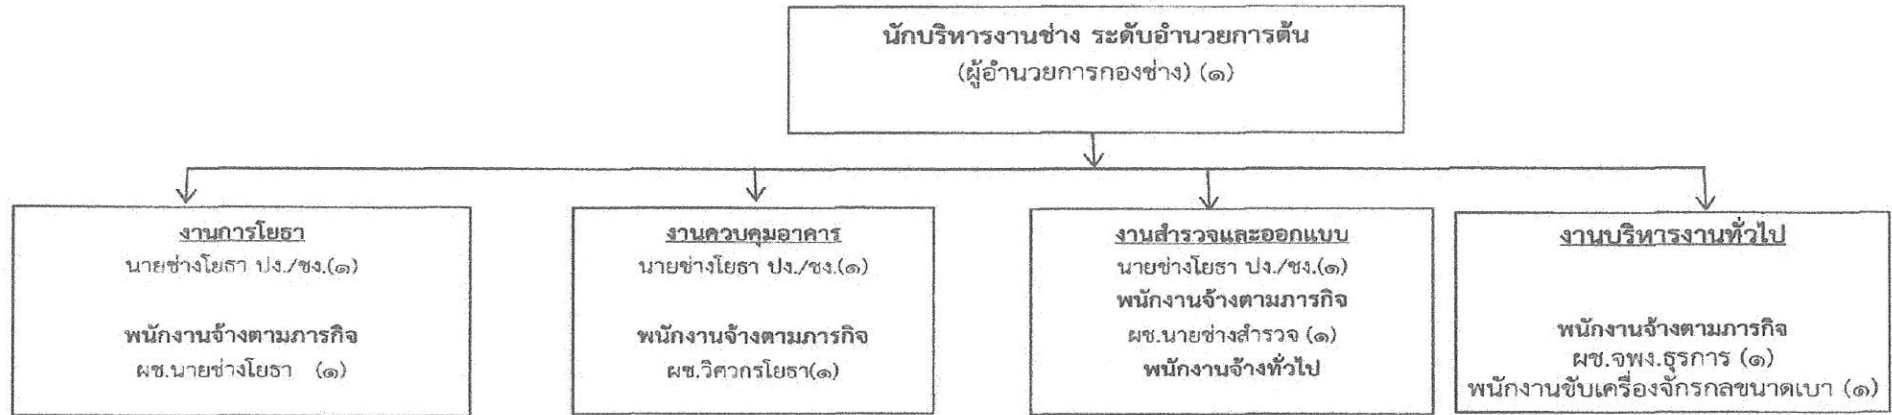 นักบริหารงานช่าง ระดับอำนวยการต้น
(ผู้อำนวยการกองช่าง) (๑)
งานการโยธา
นายช่างโยธา ปง./ชง.(๑)
พนักงานจ้างตามภารกิจ
ผช.นายช่างโยธา (๑)
งานควบคุมอาคาร
นายช่างโยธา ปง./ชง.(๑)
พนักงานจ้างตามภารกิจ
ผช.วิศวกรโยธา(๑)
งานสำรวจและออกแบบ
นายช่างโยธา ปง./ชง.(๑)
พนักงานจ้างตามภารกิจ
ผช.นายช่างสำรวจ (๑)
พนักงานจ้างทั่วไป
งานบริหารงานทั่วไป
พนักงานจ้างตามภารกิจ
ผช.จพง.ธุรการ (๑)
พนักงานขับเครื่องจักรกลขนาดเบา (๑)